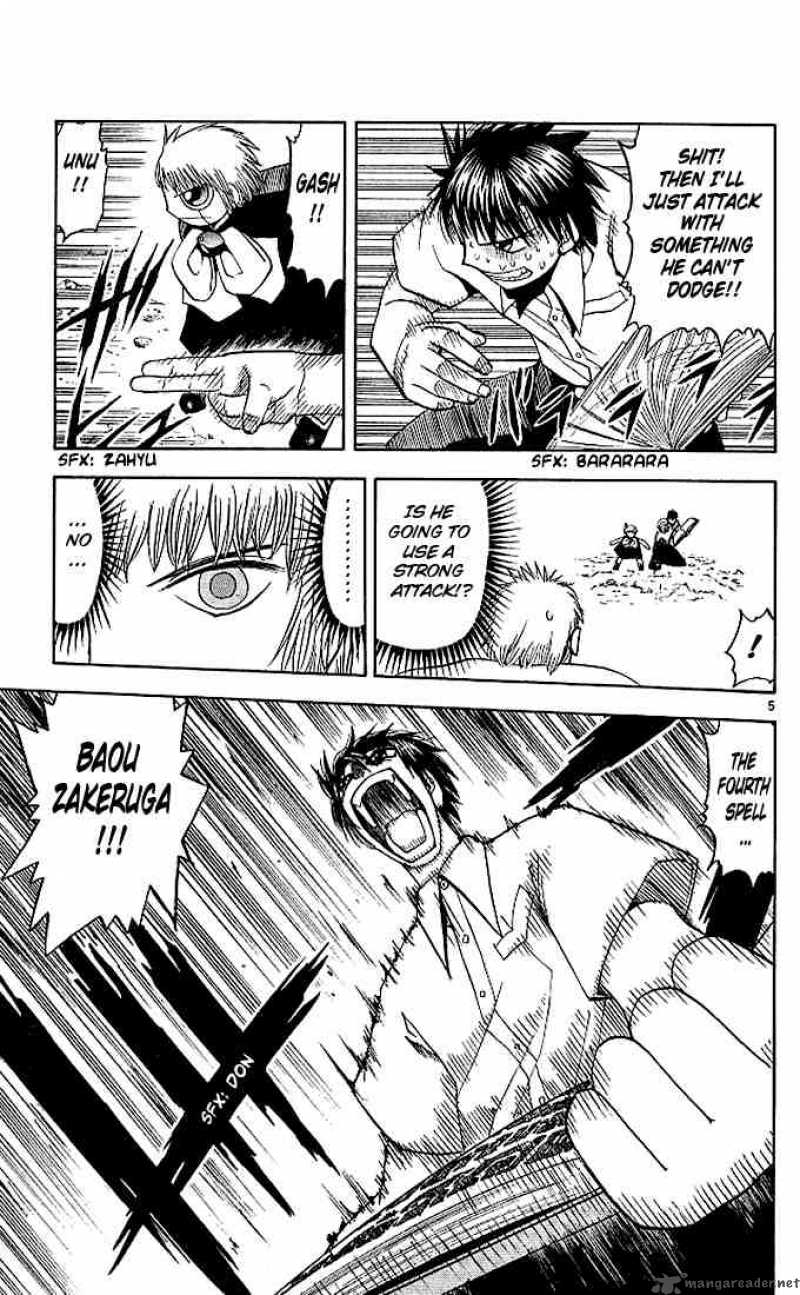 SHIT!
THEN I'LL
JUST ATTACK
WITH
SOMETHING
HE CAN'T
DODGE!!
SFX: BARARARA
GASH
!!
UNU
!!
SFX: ZAHYU
!
IS HE
GOING TO
USE A
STRONG
ATTACK!?
.........
...
NO
...
5
THE
FOURTH
SPELL
...
BAOU
ZAKERUGA
!!!
SFX: DON
mangareader.net